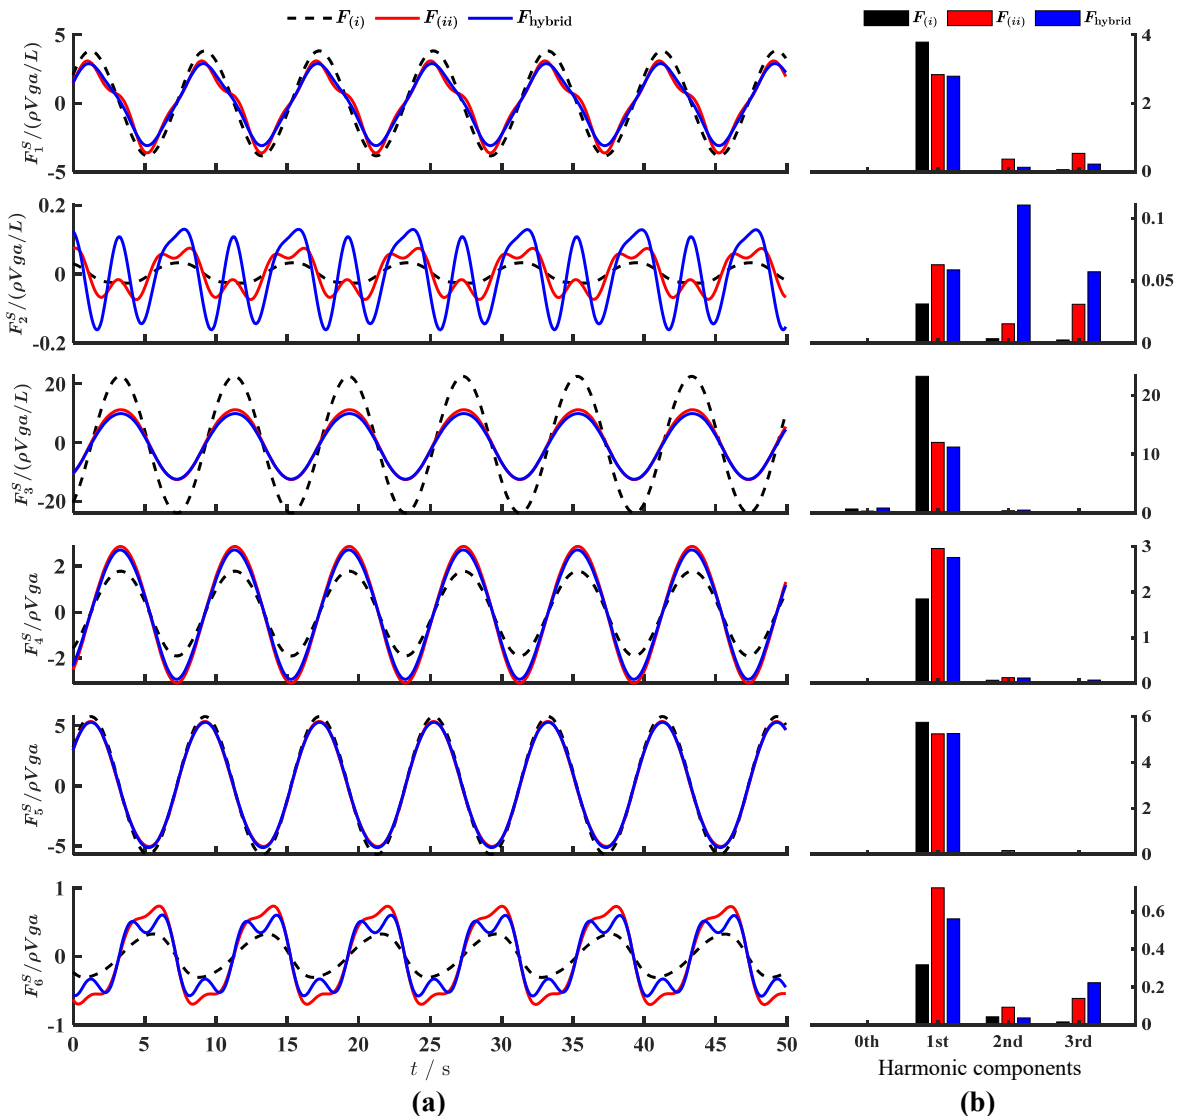 F(i) F(ii) Fhybrid
F(i) F(ii) Fhybrid
F₁ˢ/(ρVga/L)
5
0
-5
4
2
0
F₂ˢ/(ρVga/L)
0.2
0
-0.2
0.1
0.05
0
F₃ˢ/(ρVga/L)
20
0
-20
20
10
0
F₄ˢ/ρVga
2
0
-2
3
2
1
0
F₅ˢ/ρVga
5
0
-5
6
4
2
0
F₆ˢ/ρVga
1
0
-1
0.6
0.4
0.2
0
0 5 10 15 20 25 30 35 40 45 50
0th 1st 2nd 3rd
t / s
Harmonic components
(a)
(b)